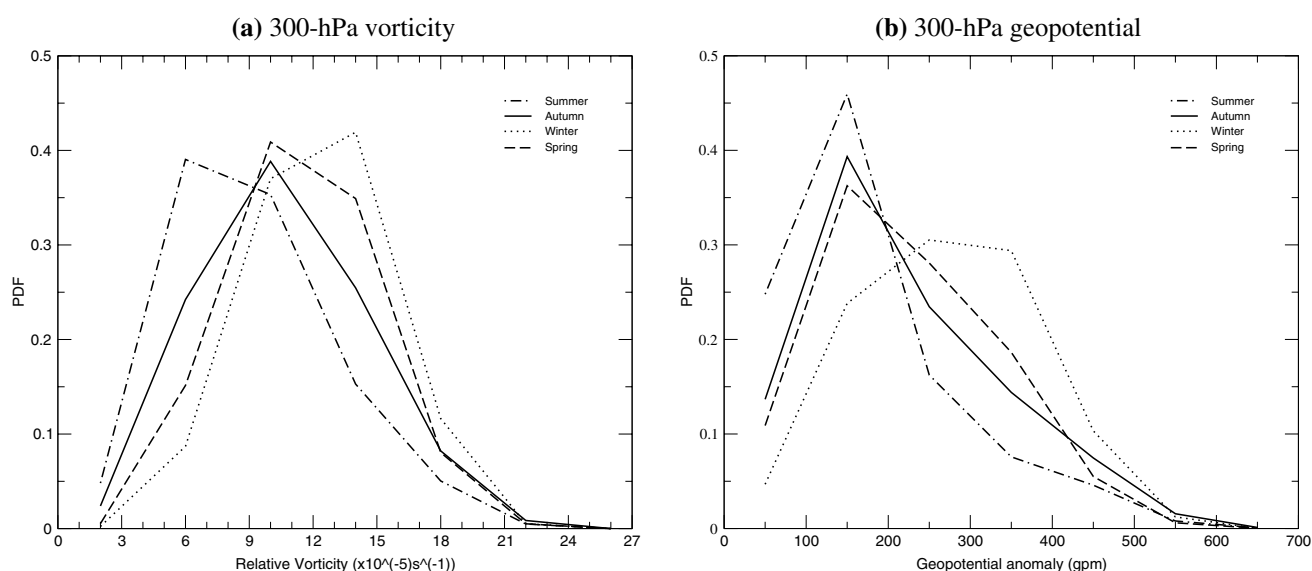 (a) 300-hPa vorticity
0.5
0.4
0.3
0.2
0.1
0
PDF
Summer
Autumn
Winter
Spring
0 3 6 9 12 15 18 21 24 27
Relative Vorticity (x10^(-5)s^(-1))
(b) 300-hPa geopotential
0.5
0.4
0.3
0.2
0.1
0
PDF
Summer
Autumn
Winter
Spring
0 100 200 300 400 500 600 700
Geopotential anomaly (gpm)